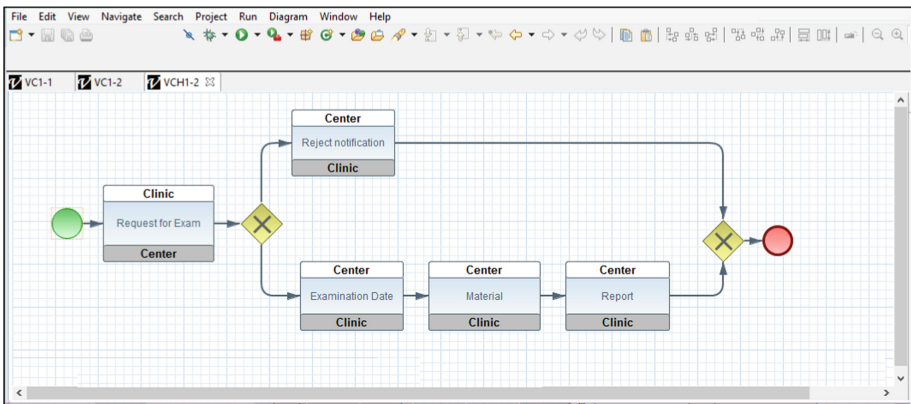 File Edit View Navigate Search Project Run Diagram Window Help
VC1-1 VC1-2 VCH1-2
Center
Reject notification
Clinic
Clinic
Request for Exam
Center
Center
Examination Date
Clinic
Center
Material
Clinic
Center
Report
Clinic